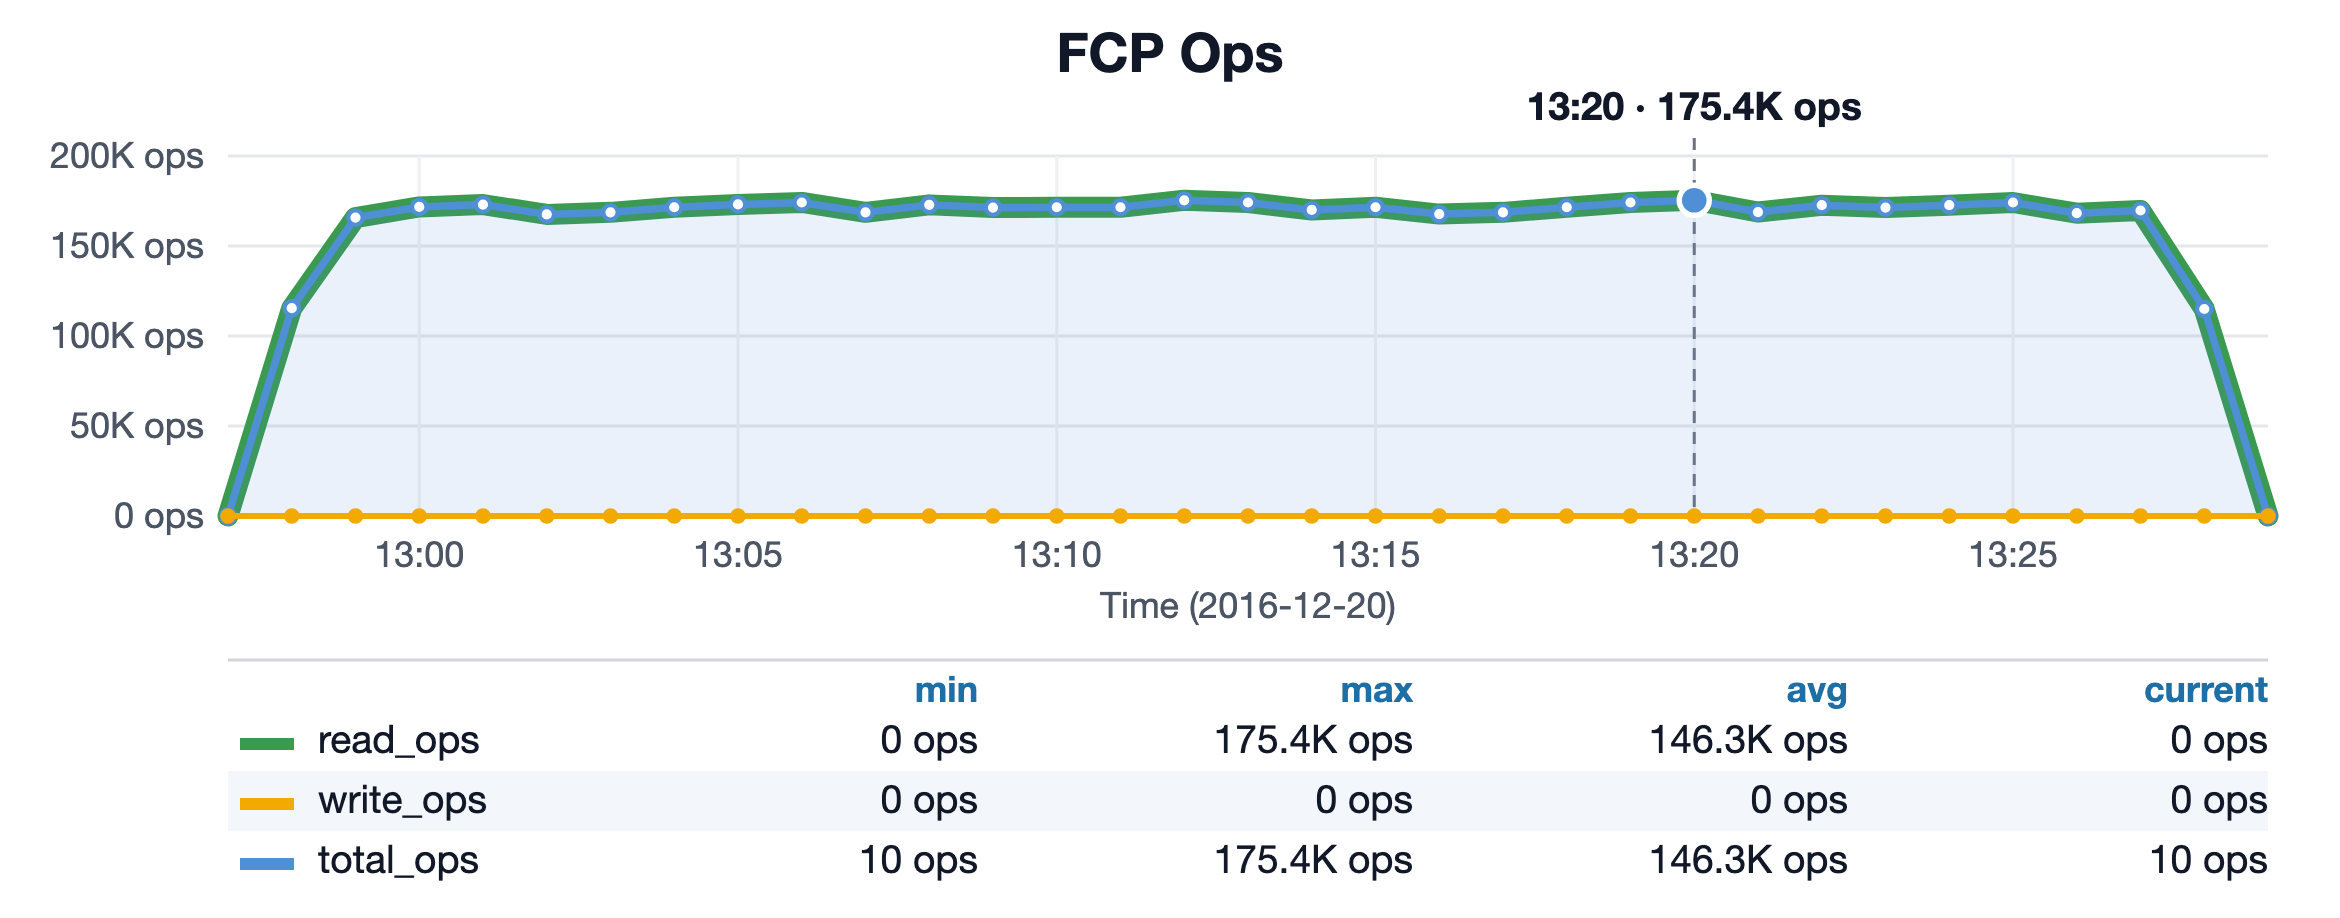 FCP Ops
13:20 · 175.4K ops
200K ops
150K ops
100K ops
50K ops
0 ops
13:00 13:05 13:10 13:15 13:20 13:25
Time (2016-12-20)
min max avg current
read_ops 0 ops 175.4K ops 146.3K ops 0 ops
write_ops 0 ops 0 ops 0 ops 0 ops
total_ops 10 ops 175.4K ops 146.3K ops 10 ops